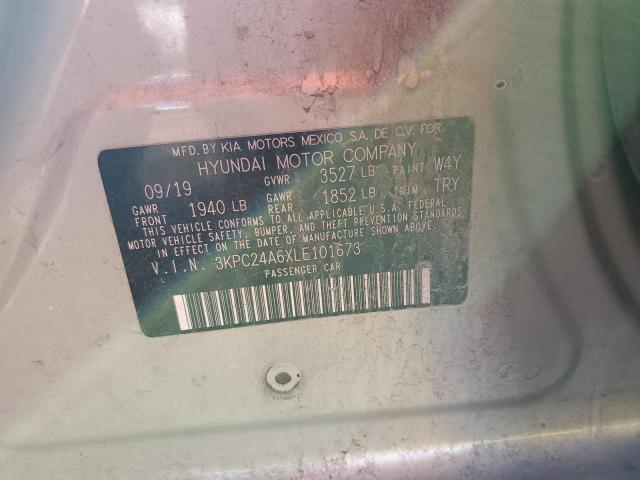 MFD. BY KIA MOTORS MEXICO S.A. DE C.V. FOR
HYUNDAI MOTOR COMPANY
09/19 GVWR 3527 LB PAINT W4Y
GAWR FRONT 1940 LB GAWR REAR 1852 LB TRIM TRY
THIS VEHICLE CONFORMS TO ALL APPLICABLE U.S.A. FEDERAL
MOTOR VEHICLE SAFETY, BUMPER, AND THEFT PREVENTION STANDARDS
IN EFFECT ON THE DATE OF MANUFACTURE SHOWN ABOVE.
V.I.N. 3KPC24A6XLE101673
PASSENGER CAR